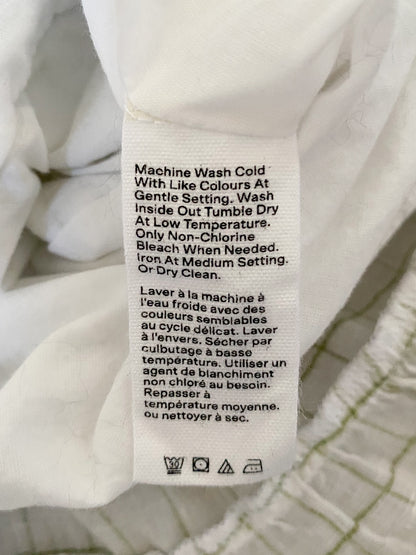 Machine Wash Cold
With Like Colours At
Gentle Setting. Wash
Inside Out Tumble Dry
At Low Temperature.
Only Non-Chlorine
Bleach When Needed.
Iron At Medium Setting.
Or Dry Clean.
Laver à la machine à
l'eau froide avec des
couleurs semblables
au cycle délicat. Laver
à l'envers. Sécher par
culbutage à basse
température. Utiliser un
agent de blanchiment
non chloré au besoin.
Repasser à
température moyenne.
ou nettoyer à sec.
30